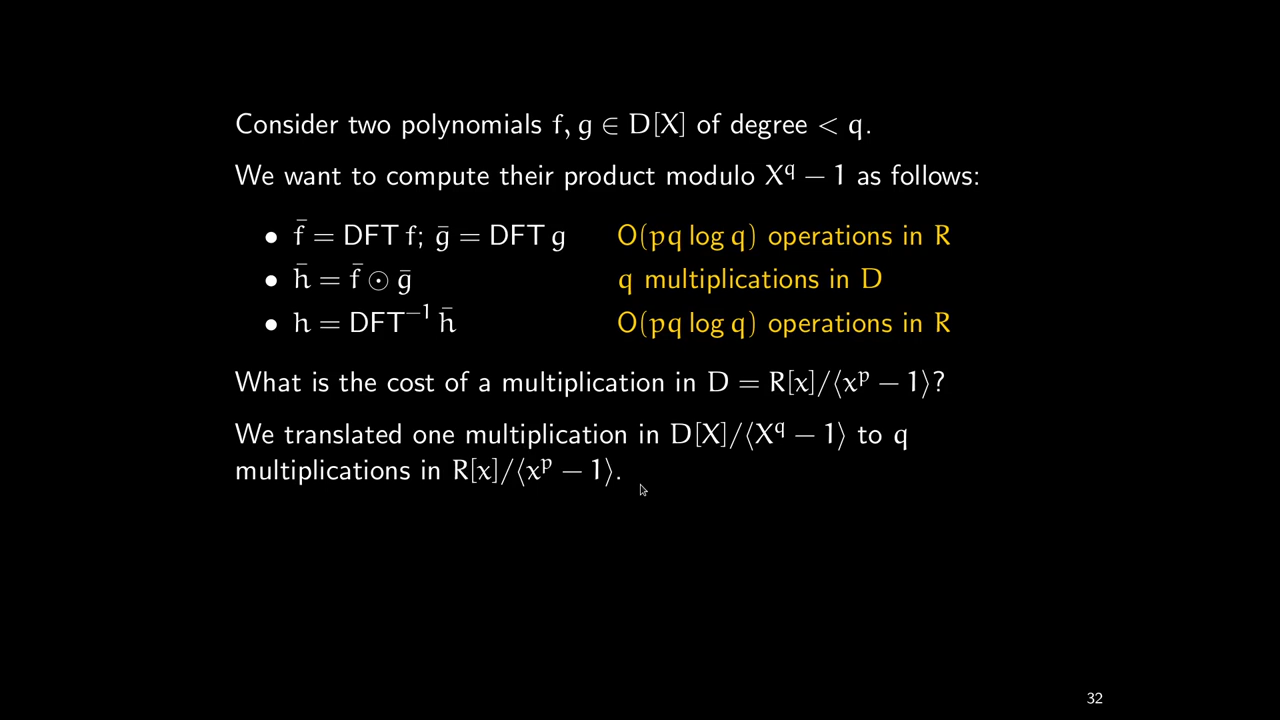 Consider two polynomials f, g ∈ D[X] of degree < q.
We want to compute their product modulo X^q − 1 as follows:
• f̄ = DFT f; ḡ = DFT g O(pq log q) operations in R
• h̄ = f̄ ⊙ ḡ q multiplications in D
• h = DFT⁻¹ h̄ O(pq log q) operations in R
What is the cost of a multiplication in D = R[x]/⟨x^p − 1⟩?
We translated one multiplication in D[X]/⟨X^q − 1⟩ to q
multiplications in R[x]/⟨x^p − 1⟩.
32